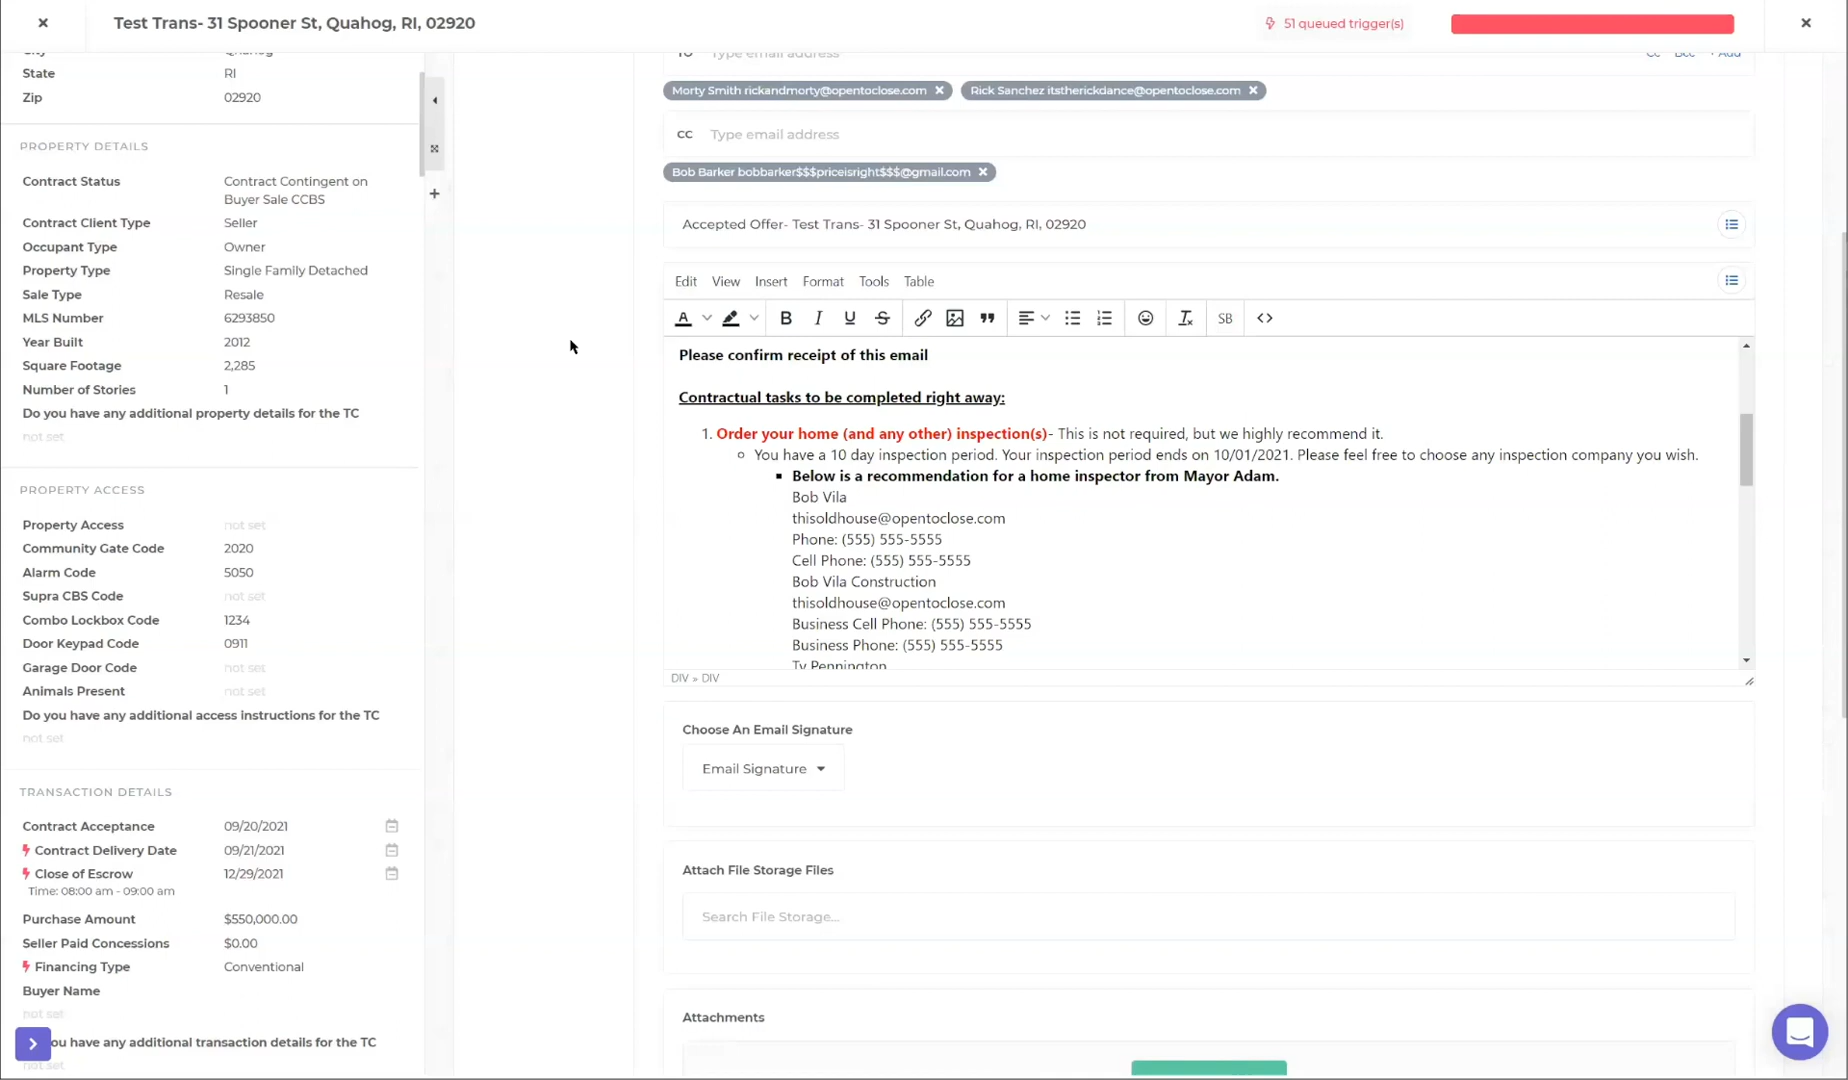 Test Trans- 31 Spooner St, Quahog, RI, 02920
51 queued trigger(s)
City Quahog
State RI
Zip 02920
PROPERTY DETAILS
Contract Status Contract Contingent on
Buyer Sale CCBS
Contract Client Type Seller
Occupant Type Owner
Property Type Single Family Detached
Sale Type Resale
MLS Number 6293850
Year Built 2012
Square Footage 2,285
Number of Stories 1
Do you have any additional property details for the TC
not set
PROPERTY ACCESS
Property Access not set
Community Gate Code 2020
Alarm Code 5050
Supra CBS Code not set
Combo Lockbox Code 1234
Door Keypad Code 0911
Garage Door Code not set
Animals Present not set
Do you have any additional access instructions for the TC
not set
TRANSACTION DETAILS
Contract Acceptance 09/20/2021
Contract Delivery Date 09/21/2021
Close of Escrow 12/29/2021
Time: 08:00 am - 09:00 am
Purchase Amount $550,000.00
Seller Paid Concessions $0.00
Financing Type Conventional
Buyer Name
not set
you have any additional transaction details for the TC
not set
TO Type email address Cc Bcc + Add
Morty Smith rickandmorty@opentoclose.com Rick Sanchez itstherickdance@opentoclose.com
CC Type email address
Bob Barker bobbarker$$$priceisright$$$@gmail.com
Accepted Offer- Test Trans- 31 Spooner St, Quahog, RI, 02920
Edit View Insert Format Tools Table
A B I U S SB
Please confirm receipt of this email
Contractual tasks to be completed right away:
1. Order your home (and any other) inspection(s)- This is not required, but we highly recommend it.
You have a 10 day inspection period. Your inspection period ends on 10/01/2021. Please feel free to choose any inspection company you wish.
Below is a recommendation for a home inspector from Mayor Adam.
Bob Vila
thisoldhouse@opentoclose.com
Phone: (555) 555-5555
Cell Phone: (555) 555-5555
Bob Vila Construction
thisoldhouse@opentoclose.com
Business Cell Phone: (555) 555-5555
Business Phone: (555) 555-5555
Ty Pennington
DIV » DIV
Choose An Email Signature
Email Signature
Attach File Storage Files
Search File Storage...
Attachments